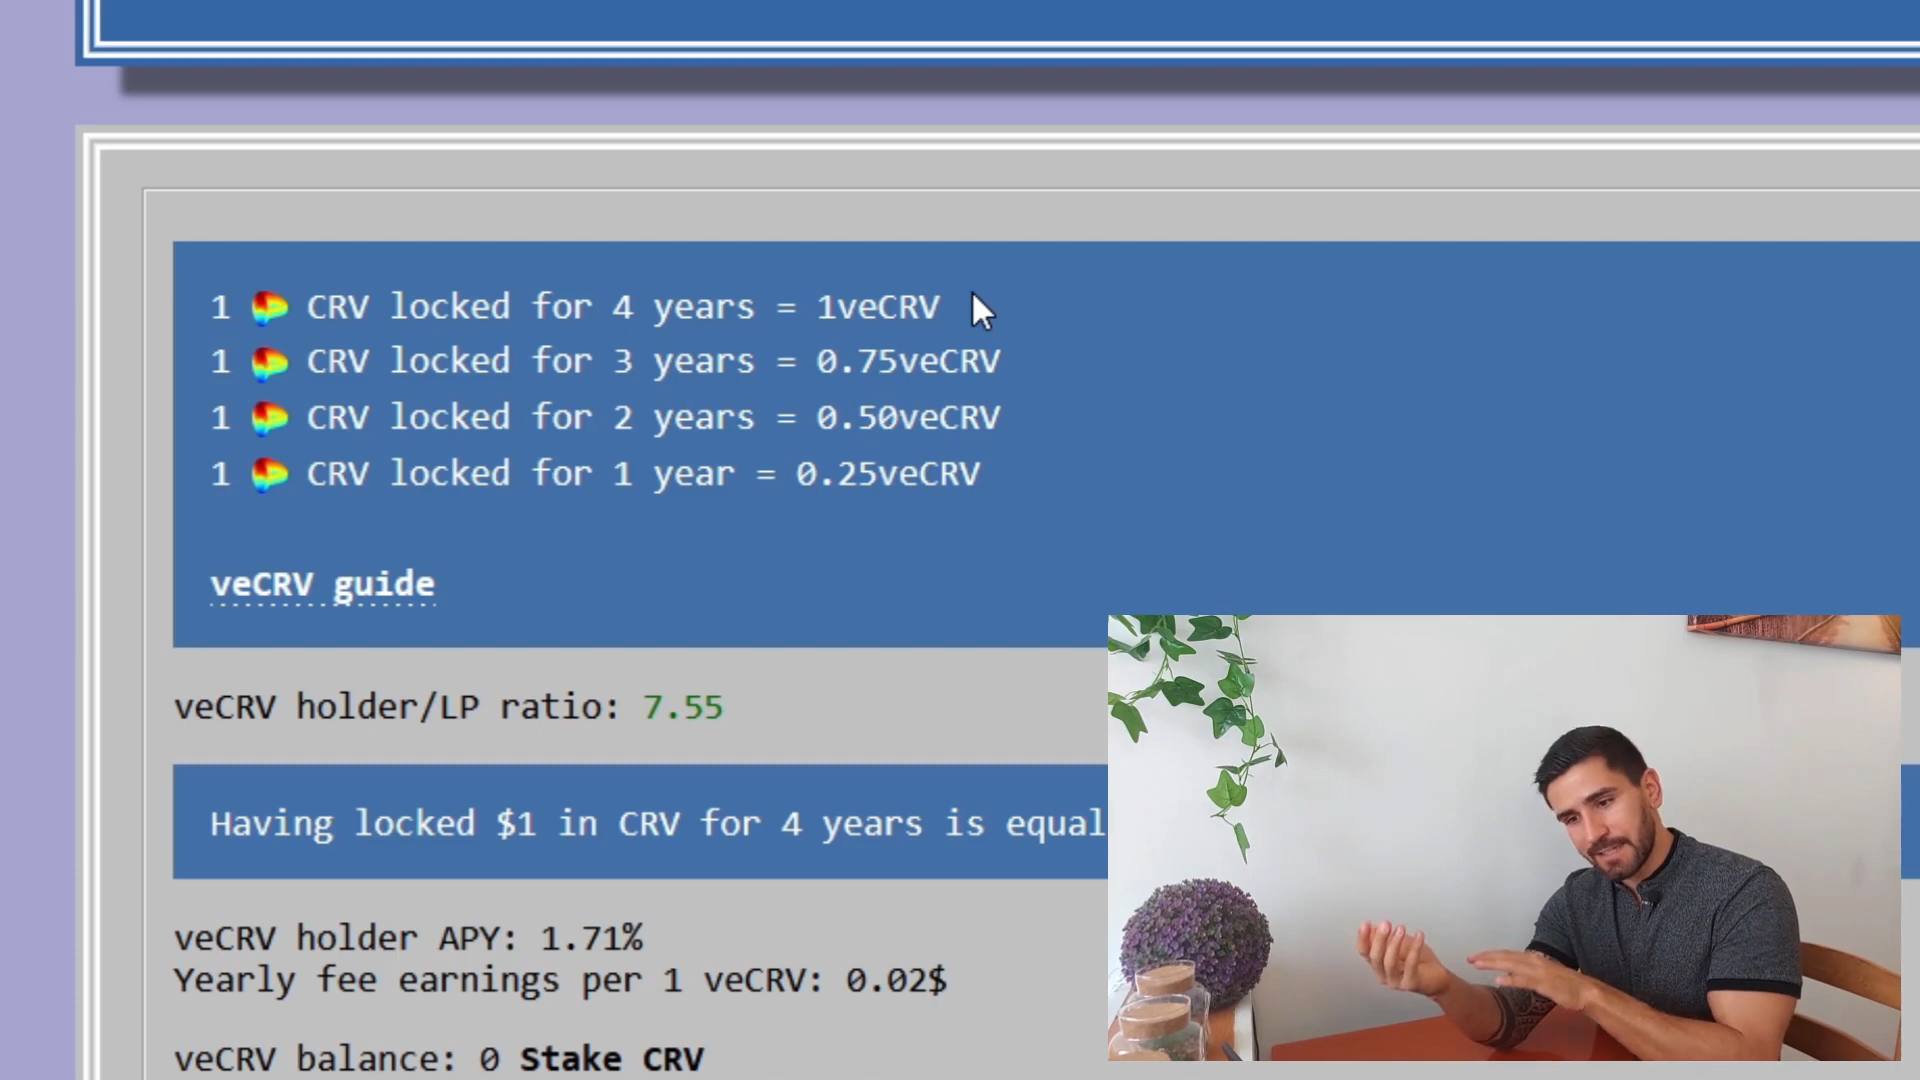 1 CRV locked for 4 years = 1veCRV
1 CRV locked for 3 years = 0.75veCRV
1 CRV locked for 2 years = 0.50veCRV
1 CRV locked for 1 year = 0.25veCRV
veCRV guide
veCRV holder/LP ratio: 7.55
Having locked $1 in CRV for 4 years is equal
veCRV holder APY: 1.71%
Yearly fee earnings per 1 veCRV: 0.02$
veCRV balance: 0 Stake CRV